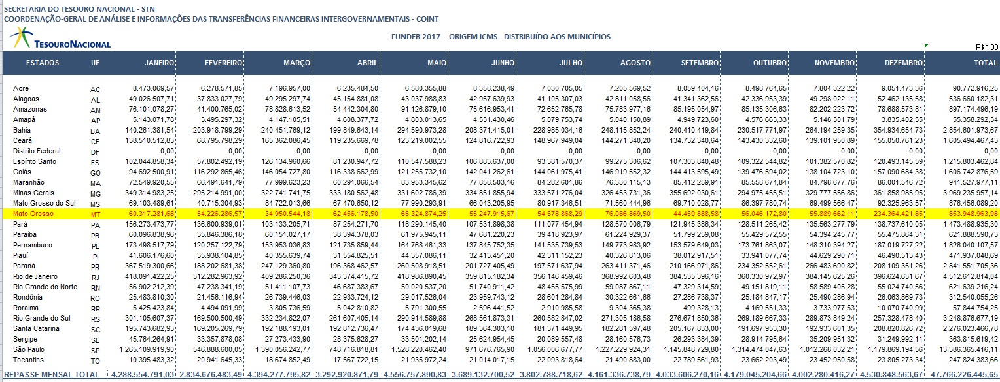 SECRETARIA DO TESOURO NACIONAL - STN
COORDENAÇÃO-GERAL DE ANÁLISE E INFORMAÇÕES DAS TRANSFERÊNCIAS FINANCEIRAS INTERGOVERNAMENTAIS - COINT
TESOURONACIONAL
FUNDEB 2017 - ORIGEM ICMS - DISTRIBUÍDO AOS MUNICÍPIOS
R$ 1,00
ESTADOS UF JANEIRO FEVEREIRO MARÇO ABRIL MAIO JUNHO JULHO AGOSTO SETEMBRO OUTUBRO NOVEMBRO DEZEMBRO TOTAL
Acre AC 8.473.069,57 6.278.571,85 7.196.957,00 6.235.484,50 6.580.355,88 8.358.238,49 7.030.705,05 7.205.569,52 8.059.404,16 8.498.764,65 7.804.322,22 9.051.473,36 90.772.916,25
Alagoas AL 49.026.507,71 37.833.027,79 49.295.297,74 45.154.881,08 43.037.988,83 42.957.639,93 41.105.307,03 42.811.058,56 41.341.362,56 42.336.953,39 49.298.022,11 52.462.135,58 536.660.182,31
Amazonas AM 76.101.078,27 41.400.765,02 78.828.613,52 54.442.304,80 91.126.879,10 75.616.953,41 72.652.765,78 75.783.977,16 85.195.054,97 85.135.306,63 82.202.223,72 78.688.573,81 897.174.496,19
Amapá AP 5.143.071,78 3.495.297,32 4.147.105,51 4.608.377,72 4.803.013,65 4.531.430,46 5.079.753,74 5.040.150,89 4.949.723,60 4.576.663,33 5.148.301,79 3.835.402,55 55.358.292,34
Bahia BA 140.261.381,54 203.918.799,29 240.451.769,12 199.849.643,14 294.590.973,28 208.371.415,01 228.985.034,16 248.115.852,24 240.410.419,84 230.517.771,97 264.194.259,35 354.934.654,73 2.854.601.973,67
Ceará CE 138.510.512,83 68.795.798,29 165.362.086,45 119.235.669,78 123.219.002,55 124.816.722,93 148.967.949,04 144.271.340,20 134.732.340,64 143.430.332,60 139.101.950,89 155.050.761,23 1.605.494.467,43
Distrito Federal DF 0,00 0,00 0,00 0,00 0,00 0,00 0,00 0,00 0,00 0,00 0,00 0,00 0,00
Espírito Santo ES 102.044.858,34 57.802.492,19 126.134.960,66 81.230.947,72 110.547.588,23 106.883.637,00 93.381.570,37 99.275.306,62 107.303.840,48 109.322.544,82 101.382.570,82 120.493.145,59 1.215.803.462,84
Goiás GO 94.692.500,91 116.292.865,46 146.054.727,80 116.338.662,99 121.255.732,10 142.041.262,61 144.061.975,41 146.919.552,32 144.413.595,49 139.476.594,02 138.104.723,10 157.090.684,38 1.606.742.876,59
Maranhão MA 72.549.920,55 66.491.641,79 77.999.623,23 60.291.066,54 83.953.345,62 77.858.503,16 84.282.601,86 76.330.115,13 85.412.259,91 85.558.674,84 84.798.677,76 86.001.546,72 941.527.977,11
Minas Gerais MG 349.314.983,25 295.214.991,00 322.741.741,75 333.180.562,48 331.602.786,39 334.851.855,94 333.571.276,04 326.453.731,36 355.692.030,61 294.975.455,51 329.777.556,86 361.858.985,95 3.969.235.957,14
Mato Grosso do Sul MS 69.103.489,61 40.715.304,93 84.722.013,66 67.470.650,12 77.990.293,91 66.043.205,95 80.917.346,51 71.560.444,96 69.710.028,77 86.397.780,74 69.499.566,47 92.325.963,57 876.456.089,20
Mato Grosso MT 60.317.281,68 54.226.286,57 34.950.544,18 62.456.178,50 65.324.874,25 55.247.915,67 54.578.868,29 76.086.869,50 44.459.888,58 56.046.172,80 55.889.662,11 234.364.421,85 853.948.963,98
Pará PA 156.273.473,77 136.600.939,01 103.133.205,71 87.254.271,70 118.290.145,40 107.531.898,38 111.077.454,94 128.570.006,79 121.945.386,34 128.511.265,42 135.563.277,79 138.737.610,05 1.473.488.935,30
Paraíba PB 60.096.838,96 35.846.386,18 60.151.027,17 38.394.378,03 61.975.945,11 47.681.220,23 39.418.923,97 61.224.929,37 51.799.259,08 55.429.572,55 54.394.245,77 55.475.864,31 621.888.590,73
Pernambuco PE 173.498.517,79 120.257.122,79 153.953.036,83 121.735.859,44 164.768.461,33 137.845.752,35 141.535.739,53 149.773.983,92 153.579.649,03 173.761.863,07 148.310.394,27 187.019.727,22 1.826.040.107,57
Piauí PI 41.606.176,60 35.938.104,85 40.355.639,74 31.554.825,51 44.357.086,11 32.413.451,20 42.311.152,23 40.326.813,06 38.012.917,51 33.941.077,74 44.629.290,71 46.490.513,43 471.937.048,69
Paraná PR 367.519.300,66 188.202.681,38 247.129.360,80 196.368.462,57 260.508.918,51 201.727.405,49 197.571.637,94 263.411.371,46 210.166.971,86 234.352.552,61 266.483.690,82 208.109.351,26 2.841.551.705,36
Rio de Janeiro RJ 418.091.422,25 312.282.963,92 409.286.250,36 343.374.415,72 418.986.890,45 359.815.182,34 356.146.459,46 368.992.603,48 384.535.396,16 360.330.972,97 384.145.625,26 396.624.631,67 4.512.612.814,04
Rio Grande do Norte RN 56.902.212,39 47.238.341,19 51.411.107,73 46.687.383,67 50.020.537,20 51.740.911,42 48.455.575,99 59.087.867,11 47.329.314,59 49.151.819,11 58.589.405,28 55.024.740,56 621.639.216,24
Rondônia RO 25.483.810,30 21.456.116,94 26.739.446,03 22.933.724,12 29.017.526,04 23.959.743,12 28.601.284,84 30.322.661,66 27.286.738,37 25.184.847,17 25.490.286,94 26.063.869,73 312.540.055,26
Roraima RR 5.425.423,84 4.494.091,99 3.805.736,59 5.042.810,82 5.791.300,55 2.596.441,52 2.910.985,58 9.304.365,38 499.328,13 4.169.551,33 3.733.977,53 10.070.740,99 57.844.754,25
Rio Grande do Sul RS 301.105.607,37 169.500.500,49 332.234.822,07 261.607.405,14 290.914.589,88 268.561.873,31 260.582.847,02 271.305.186,58 276.671.850,36 269.189.667,33 289.873.849,24 257.328.478,40 3.248.876.677,19
Santa Catarina SC 195.743.682,93 169.205.269,79 192.188.193,01 192.812.736,47 174.436.019,68 189.364.303,10 181.371.449,95 182.281.597,48 205.167.833,00 191.697.953,30 192.933.601,35 208.820.826,72 2.276.023.466,78
Sergipe SE 45.764.264,91 33.357.878,08 27.273.433,90 28.375.628,27 33.501.202,14 25.624.954,45 20.089.557,48 28.160.576,73 26.293.384,39 28.914.795,64 35.209.951,32 31.249.992,11 363.815.619,42
São Paulo SP 1.265.109.919,90 546.888.600,05 1.390.056.242,77 748.716.818,81 1.528.220.462,40 971.676.765,90 1.056.006.677,77 1.227.229.924,31 1.145.848.729,80 1.314.474.047,63 1.012.268.032,21 1.179.869.194,56 13.386.365.416,11
Tocantins TO 10.395.483,32 20.941.645,33 18.674.852,49 17.567.722,15 21.935.972,24 21.014.017,15 22.093.818,64 21.490.883,00 22.789.561,93 23.662.203,49 23.452.950,58 23.805.273,34 247.824.383,66
REPASSE MENSAL TOTAL 4.288.554.791,03 2.834.676.483,49 4.394.277.795,82 3.292.920.871,79 4.556.757.890,83 3.689.132.700,52 3.802.788.718,62 4.161.336.738,79 4.033.606.270,16 4.179.045.204,66 4.002.280.416,27 4.530.848.563,67 47.766.226.445,65